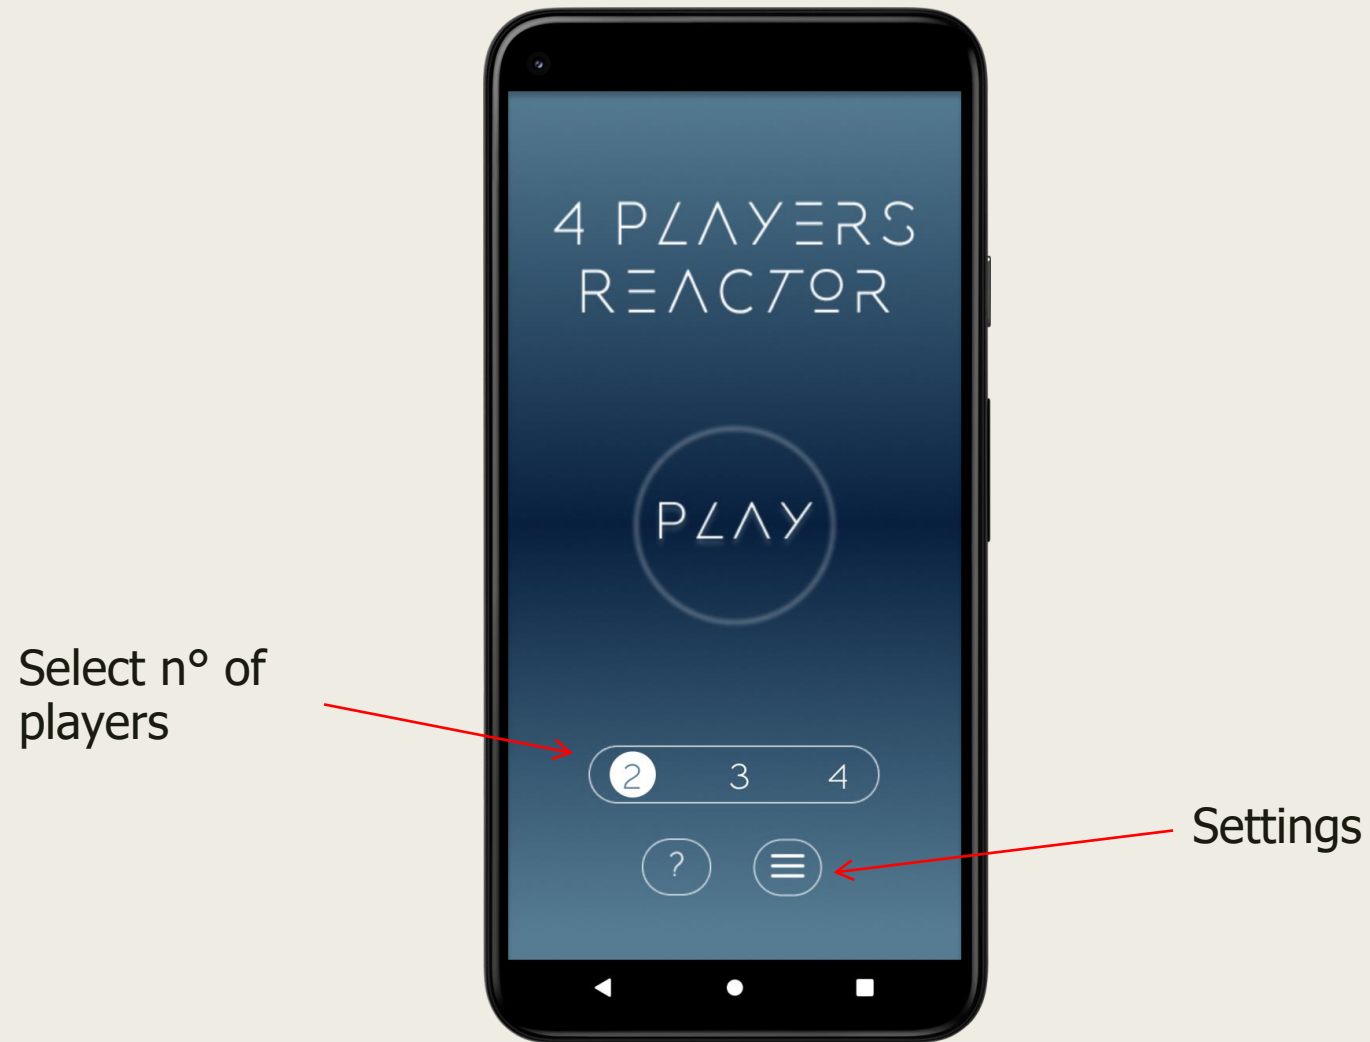 4 PLAYERS
REACTOR
PLAY
Select n° of
players
2 3 4
Settings
?